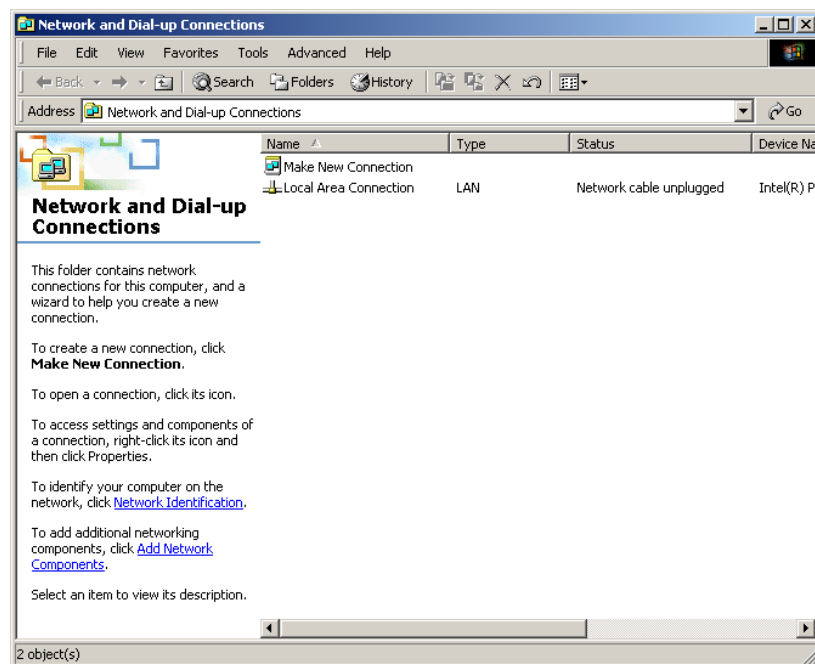 Network and Dial-up Connections
File Edit View Favorites Tools Advanced Help
Back Search Folders History
Address Network and Dial-up Connections Go
Name Type Status Device Na
Make New Connection
Local Area Connection LAN Network cable unplugged Intel(R) P
Network and Dial-up
Connections
This folder contains network
connections for this computer, and a
wizard to help you create a new
connection.
To create a new connection, click
Make New Connection.
To open a connection, click its icon.
To access settings and components of
a connection, right-click its icon and
then click Properties.
To identify your computer on the
network, click Network Identification.
To add additional networking
components, click Add Network
Components.
Select an item to view its description.
2 object(s)